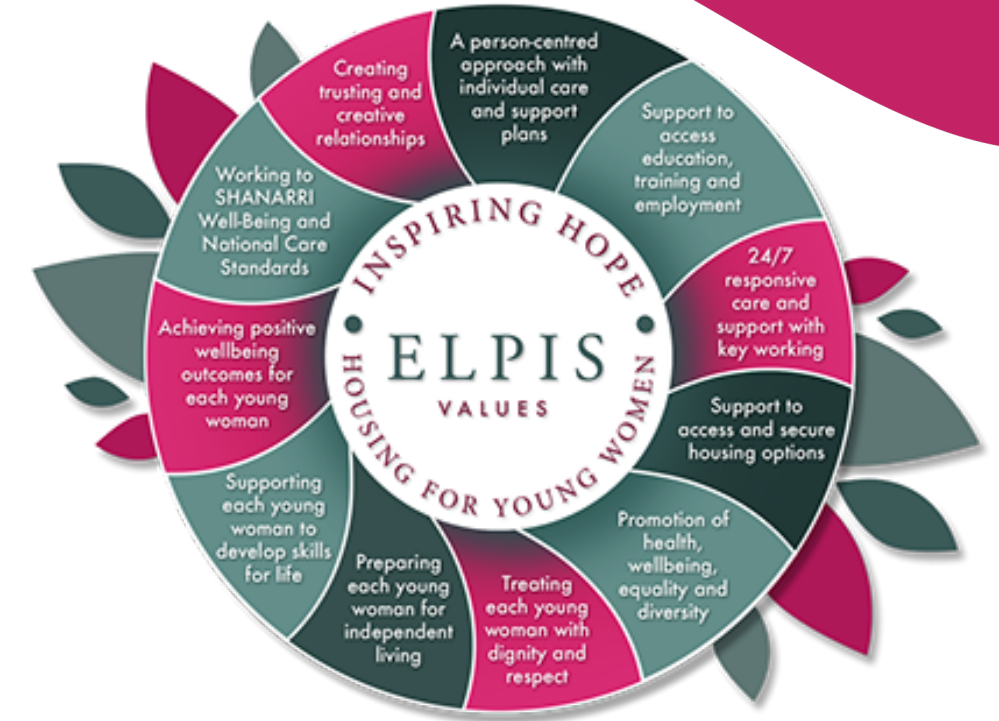 A person-centred
approach with
individual care
and support
plans
Support to
access
education,
training and
employment
24/7
responsive
care and
support with
key working
Support to
access and secure
housing options
Promotion of
health,
wellbeing,
equality and
diversity
Treating
each young
woman with
dignity and
respect
Preparing
each young
woman for
independent
living
Supporting
each young
woman to
develop skills
for life
Achieving positive
wellbeing
outcomes for
each young
woman
Working to
SHANARRI
Well-Being and
National Care
Standards
Creating
trusting and
creative
relationships
INSPIRING HOPE
ELPIS
VALUES
HOUSING FOR YOUNG WOMEN